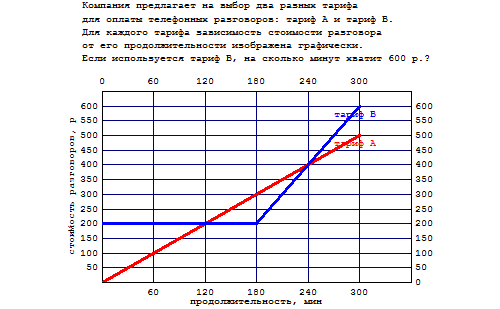 Компания предлагает на выбор два разных тарифа
для оплаты телефонных разговоров: тариф А и тариф В.
Для каждого тарифа зависимость стоимости разговора
от его продолжительности изображена графически.
Если используется тариф В, на сколько минут хватит 600 р.?
0 60 120 180 240 300
600 600
550 тариф В 550
500 500
450 тариф А 450
400 400
350 350
300 300
250 250
200 200
150 150
100 100
50 50
0 0
стоимость разговоров, р
60 120 180 240 300
продолжительность, мин